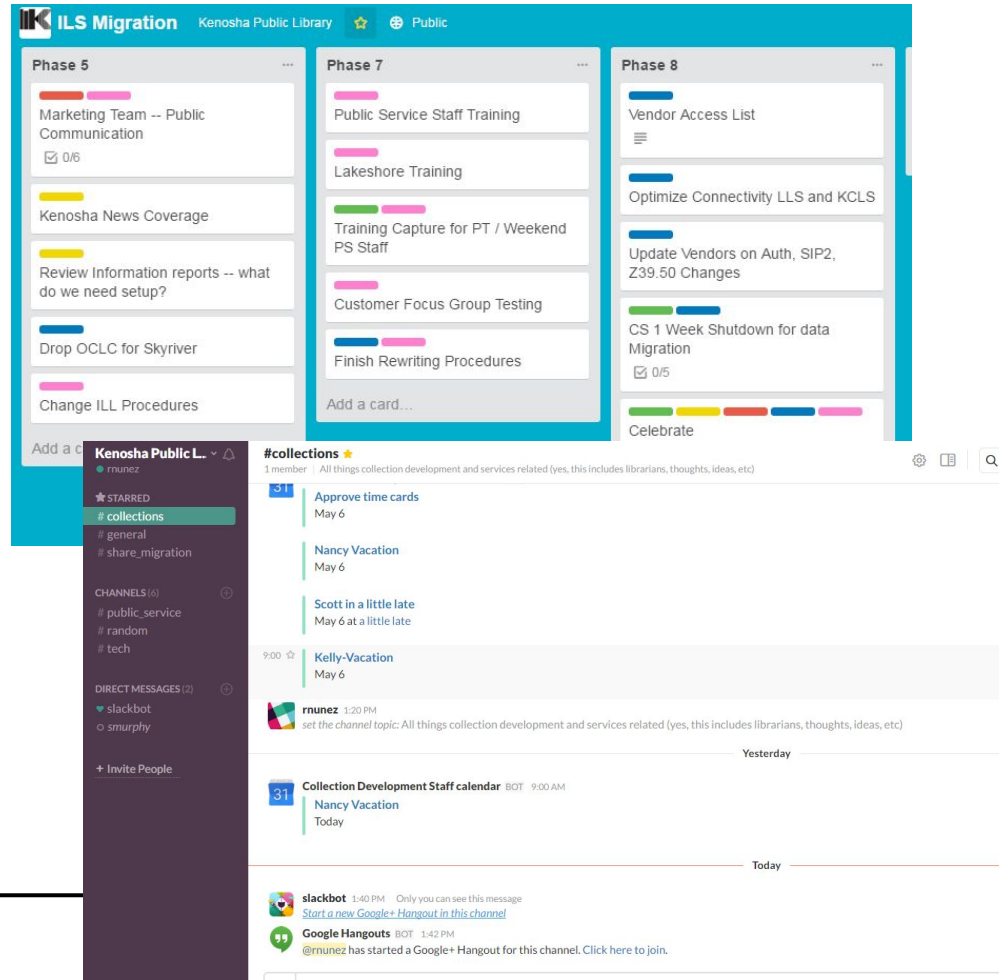 ILS Migration Kenosha Public Library Public
Phase 5
Marketing Team -- Public
Communication
0/6
Kenosha News Coverage
Review Information reports -- what
do we need setup?
Drop OCLC for Skyriver
Change ILL Procedures
Add a c
Phase 7
Public Service Staff Training
Lakeshore Training
Training Capture for PT / Weekend
PS Staff
Customer Focus Group Testing
Finish Rewriting Procedures
Add a card...
Phase 8
Vendor Access List
Optimize Connectivity LLS and KCLS
Update Vendors on Auth, SIP2,
Z39.50 Changes
CS 1 Week Shutdown for data
Migration
0/5
Celebrate
Kenosha Public L..
rnunez
STARRED
# collections
# general
# share_migration
CHANNELS (6)
# public_service
# random
# tech
DIRECT MESSAGES (2)
slackbot
smurphy
+ Invite People
#collections
1 member | All things collection development and services related (yes, this includes librarians, thoughts, ideas, etc)
31
Approve time cards
May 6
Nancy Vacation
May 6
Scott in a little late
May 6 at a little late
9:00 Kelly-Vacation
May 6
rnunez 1:20 PM
set the channel topic: All things collection development and services related (yes, this includes librarians, thoughts, ideas, etc)
Yesterday
31
Collection Development Staff calendar BOT 9:00 AM
Nancy Vacation
Today
Today
slackbot 1:40 PM Only you can see this message
Start a new Google+ Hangout in this channel
Google Hangouts BOT 1:42 PM
@rnunez has started a Google+ Hangout for this channel. Click here to join.